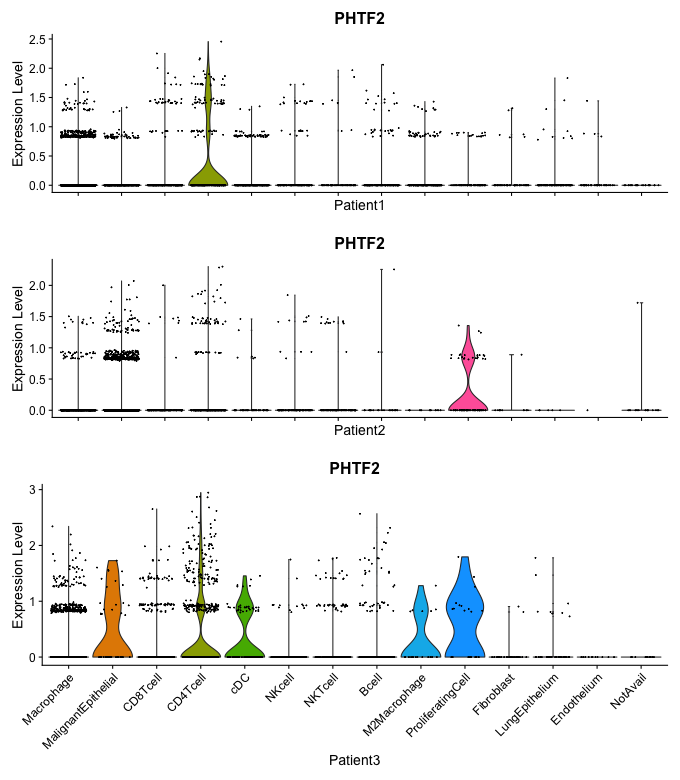 PHTF2
Expression Level
2.5
2.0
1.5
1.0
0.5
0.0
Patient1
PHTF2
Expression Level
2.0
1.5
1.0
0.5
0.0
Patient2
PHTF2
Expression Level
3
2
1
0
Macrophage
MalignantEpithelial
CD8Tcell
CD4Tcell
cDC
NKcell
NKTcell
Bcell
M2Macrophage
ProliferatingCell
Fibroblast
LungEpithelium
Endothelium
NotAvail
Patient3